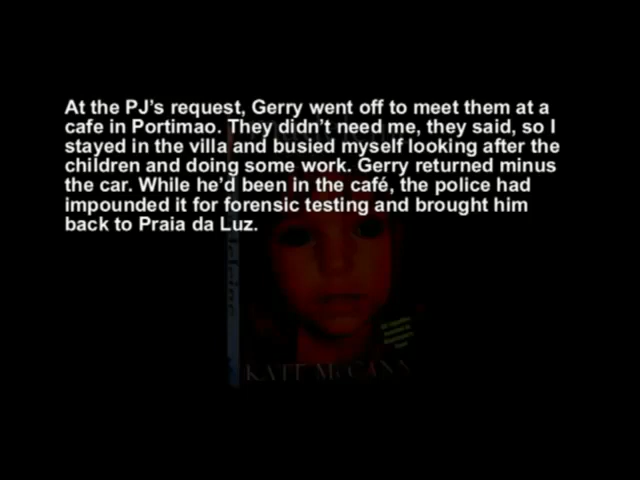 At the PJ's request, Gerry went off to meet them at a
cafe in Portimao. They didn't need me, they said, so I
stayed in the villa and busied myself looking after the
children and doing some work. Gerry returned minus
the car. While he'd been in the café, the police had
impounded it for forensic testing and brought him
back to Praia da Luz.
KATE McCANN